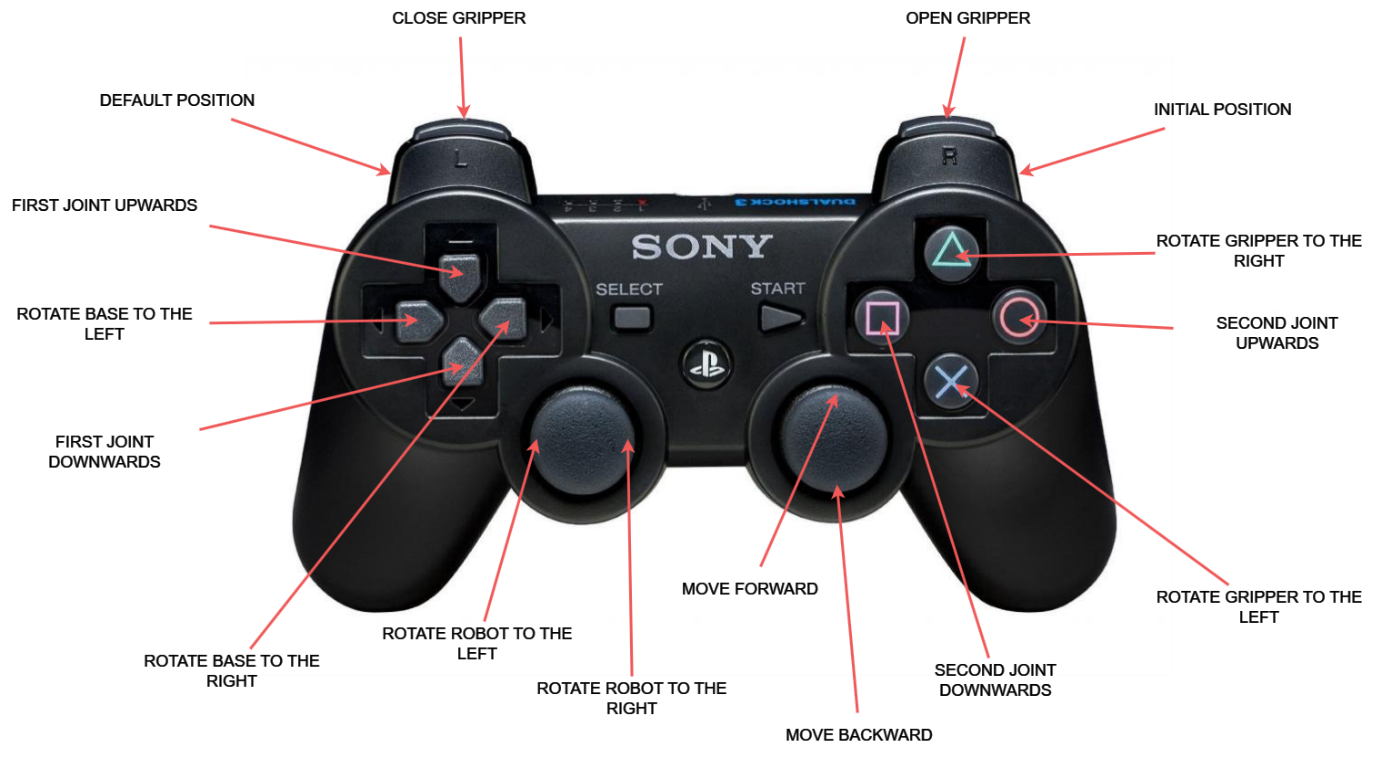 CLOSE GRIPPER
OPEN GRIPPER
DEFAULT POSITION
INITIAL POSITION
L
R
FIRST JOINT UPWARDS
DUALSHOCK 3
SONY
ROTATE GRIPPER TO THE
RIGHT
SELECT
START
ROTATE BASE TO THE
LEFT
SECOND JOINT
UPWARDS
FIRST JOINT
DOWNWARDS
MOVE FORWARD
ROTATE GRIPPER TO THE
LEFT
ROTATE ROBOT TO THE
LEFT
ROTATE BASE TO THE
RIGHT
SECOND JOINT
DOWNWARDS
ROTATE ROBOT TO THE
RIGHT
MOVE BACKWARD